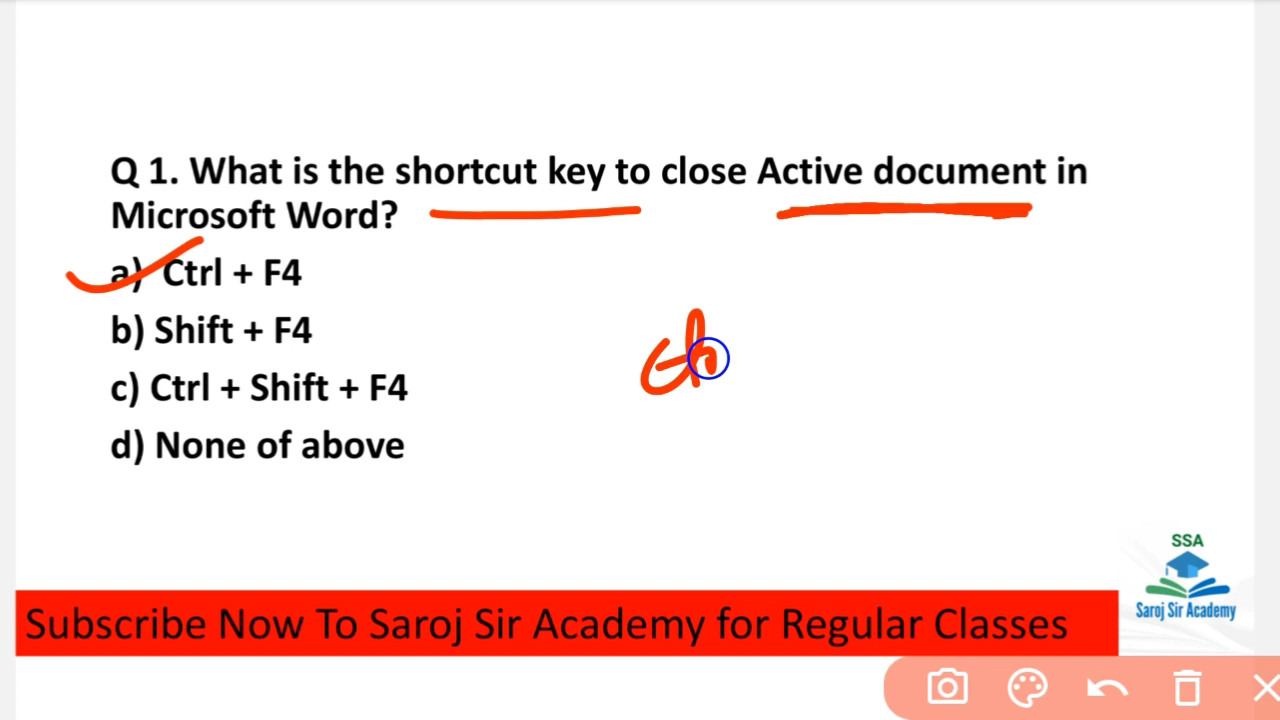 Q 1. What is the shortcut key to close Active document in
Microsoft Word?
a) Ctrl + F4
b) Shift + F4
c) Ctrl + Shift + F4
d) None of above
SSA
Saroj Sir Academy
Subscribe Now To Saroj Sir Academy for Regular Classes